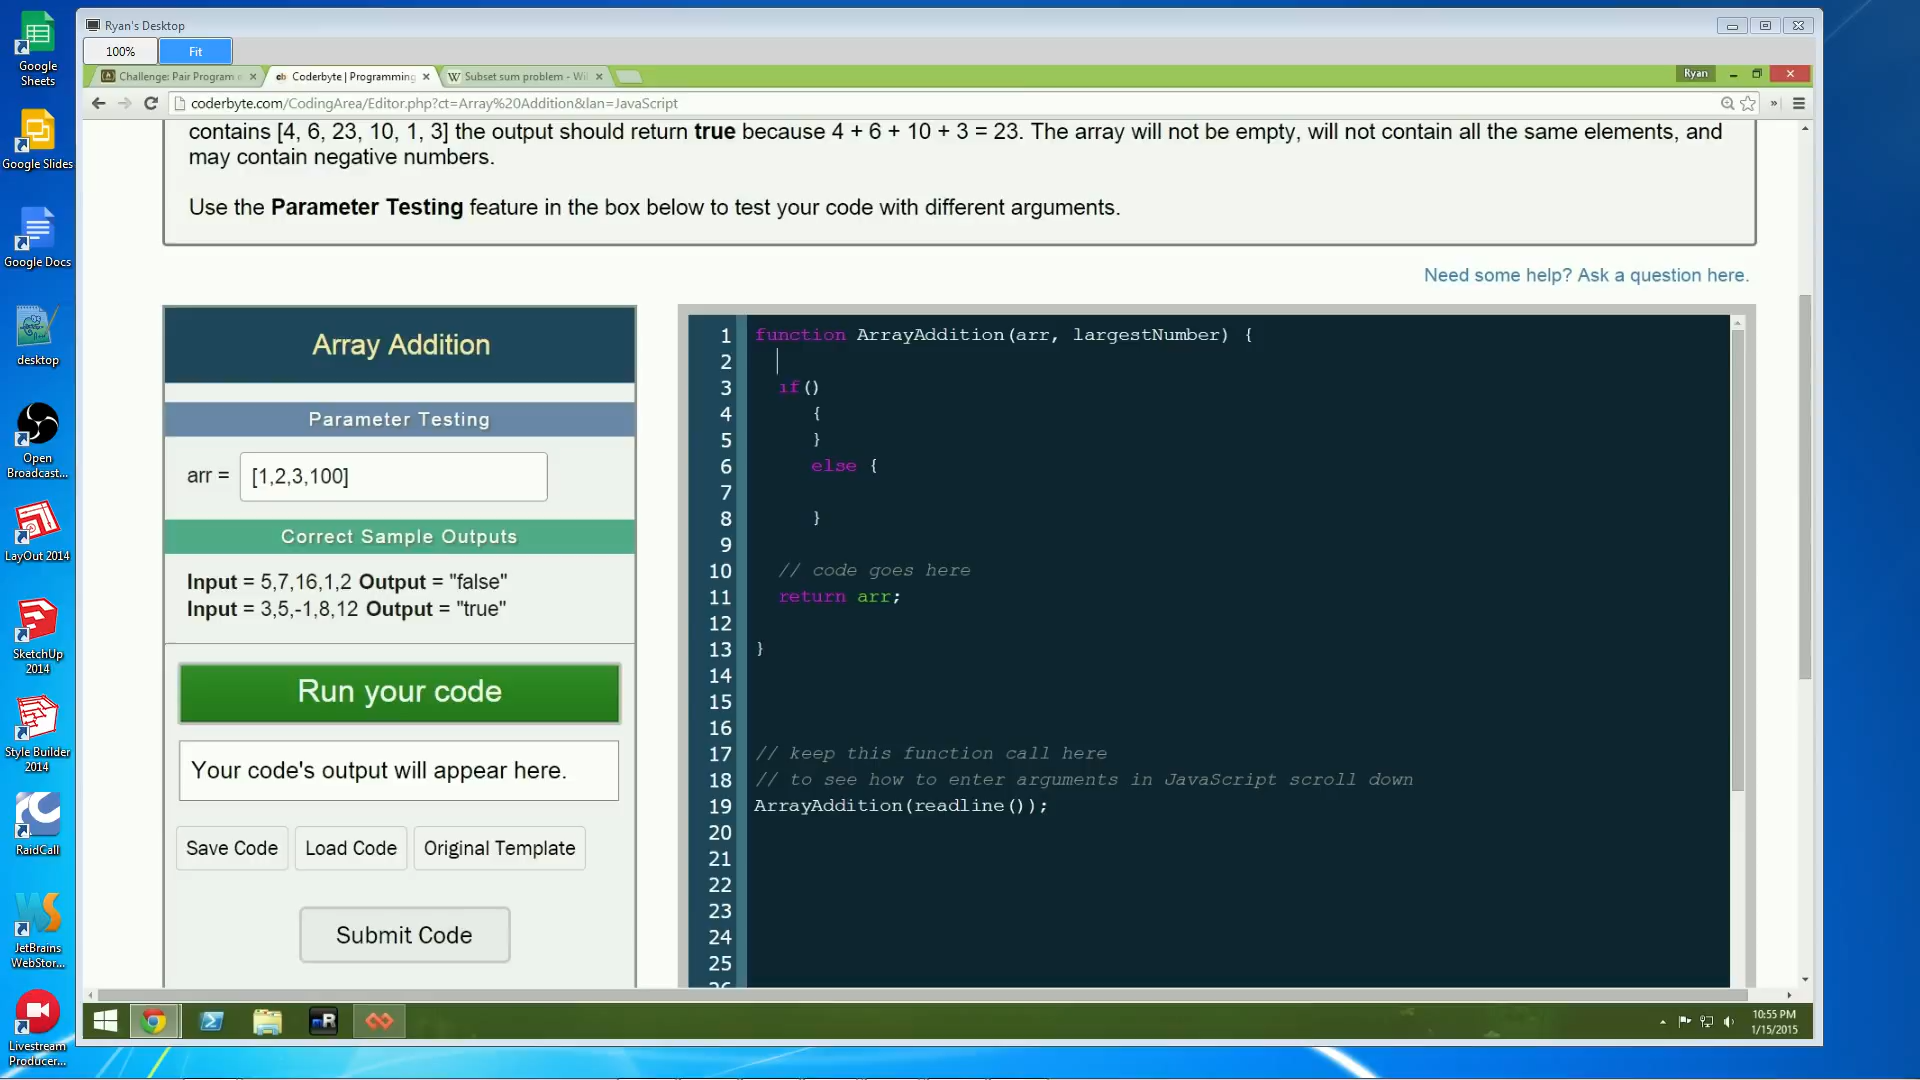 Google Sheets
Google Slides
Google Docs
desktop
Open Broadcast...
LayOut 2014
SketchUp 2014
Style Builder 2014
RaidCall
JetBrains WebStor...
Livestream Producer...
Ryan's Desktop
100%
Fit
Challenge: Pair Program
Coderbyte | Programming
Subset sum problem - Wi
Ryan
coderbyte.com/CodingArea/Editor.php?ct=Array%20Addition&lan=JavaScript
contains [4, 6, 23, 10, 1, 3] the output should return true because 4 + 6 + 10 + 3 = 23. The array will not be empty, will not contain all the same elements, and
may contain negative numbers.
Use the Parameter Testing feature in the box below to test your code with different arguments.
Need some help? Ask a question here.
Array Addition
Parameter Testing
arr = [1,2,3,100]
Correct Sample Outputs
Input = 5,7,16,1,2 Output = "false"
Input = 3,5,-1,8,12 Output = "true"
Run your code
Your code's output will appear here.
Save Code
Load Code
Original Template
Submit Code
1 function ArrayAddition(arr, largestNumber) {
2
3 if()
4 {
5 }
6 else {
7
8 }
9
10 // code goes here
11 return arr;
12
13 }
14
15
16
17 // keep this function call here
18 // to see how to enter arguments in JavaScript scroll down
19 ArrayAddition(readline());
20
21
22
23
24
25
10:55 PM
1/15/2015